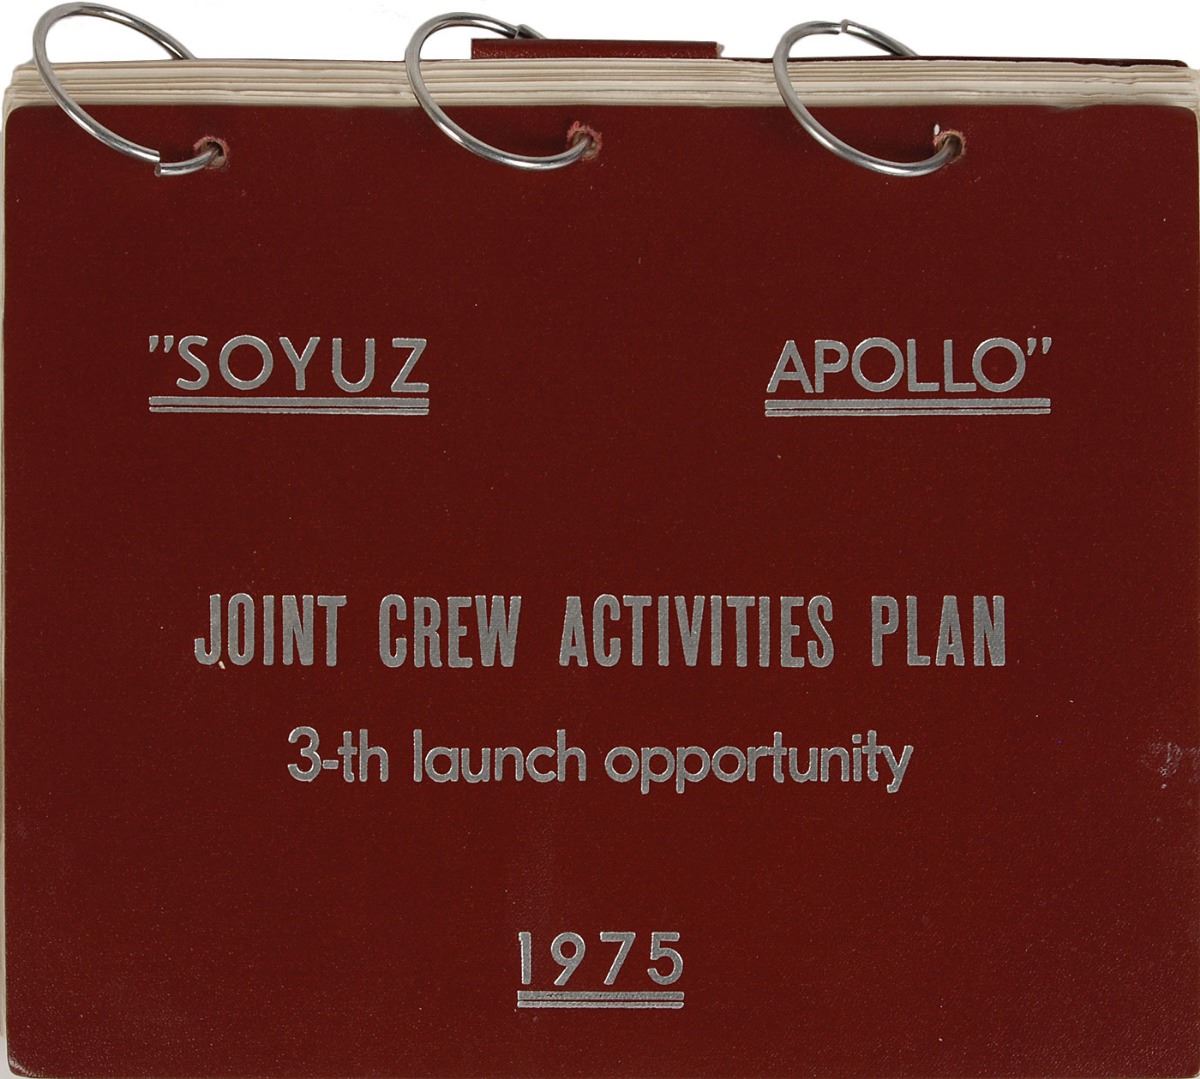 "SOYUZ APOLLO"
JOINT CREW ACTIVITIES PLAN
3-th launch opportunity
1975